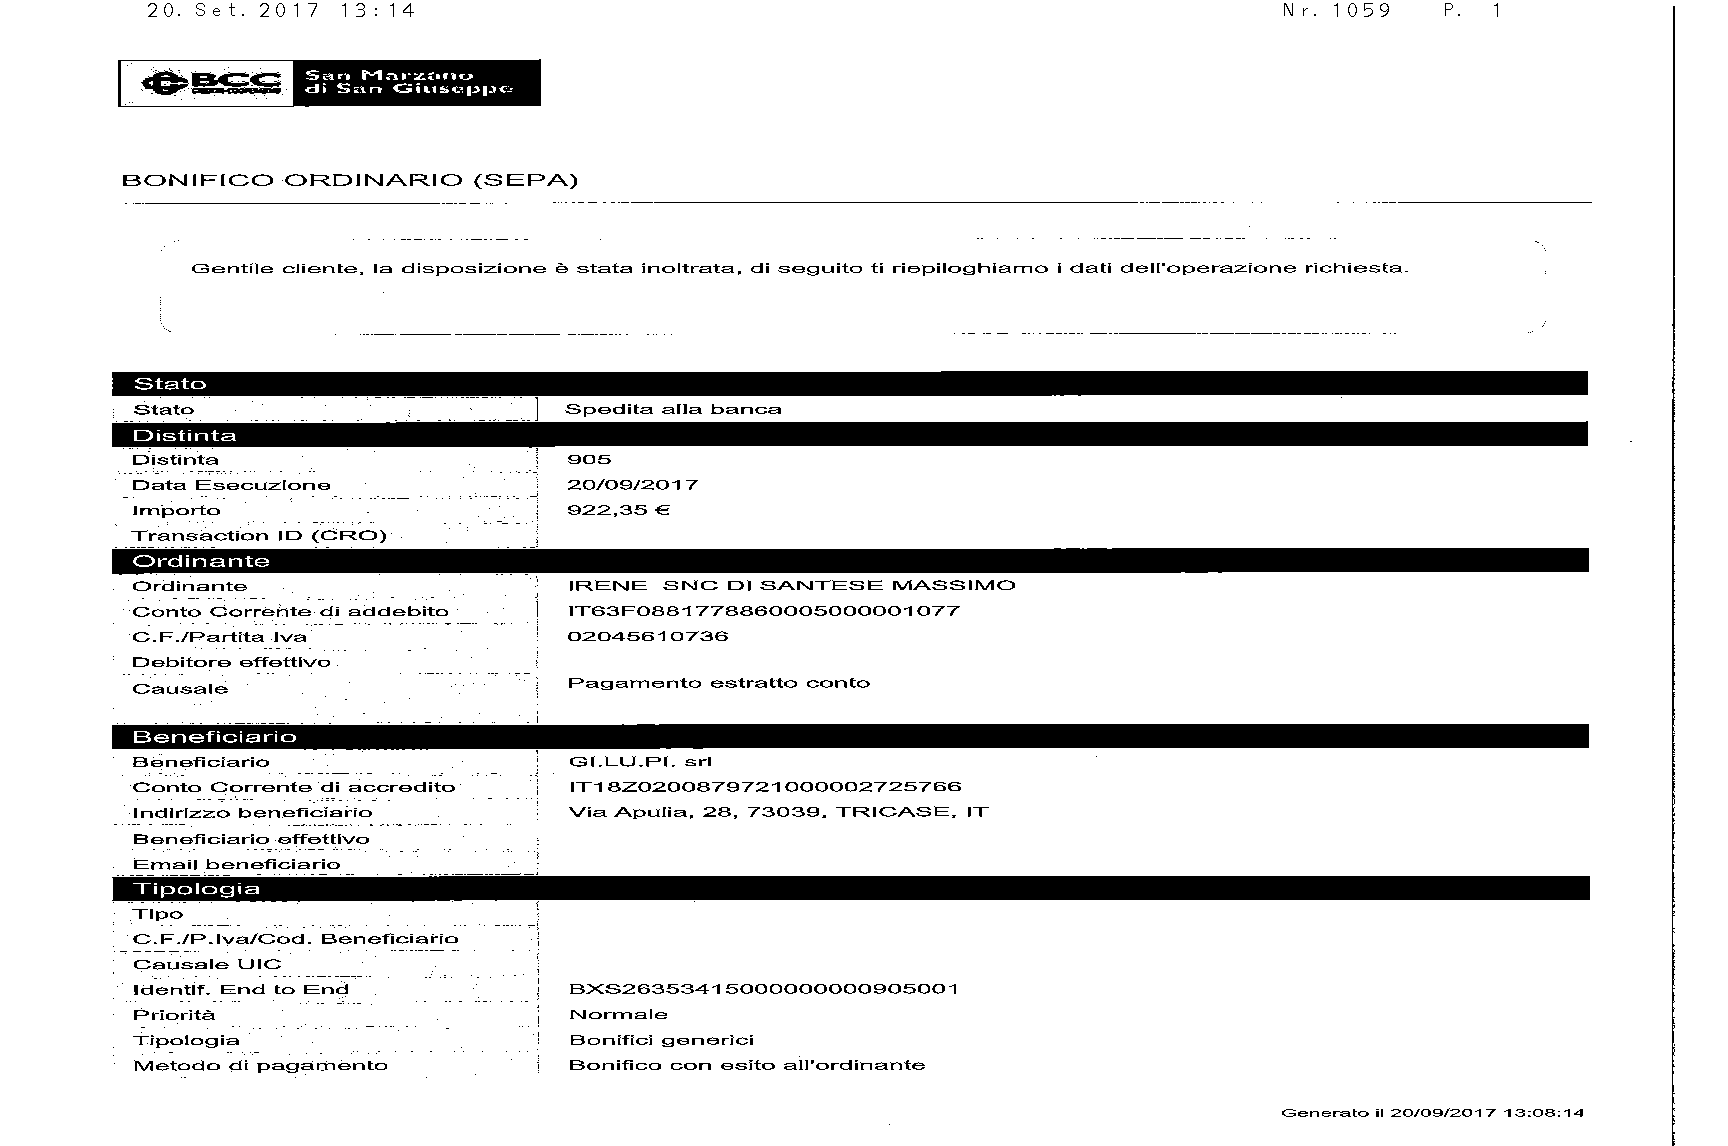 20. Set. 2017 13:14 Nr. 1059 P. 1
BCC San Marzano
di San Giuseppe
BONIFICO ORDINARIO (SEPA)
Gentile cliente, la disposizione è stata inoltrata, di seguito ti riepiloghiamo i dati dell'operazione richiesta.
Stato
Stato Spedita alla banca
Distinta
Distinta 905
Data Esecuzione 20/09/2017
Importo 922,35 €
Transaction ID (CRO)
Ordinante
Ordinante IRENE SNC DI SANTESE MASSIMO
Conto Corrente di addebito IT63F0881778860005000001077
C.F./Partita Iva 02045610736
Debitore effettivo
Causale Pagamento estratto conto
Beneficiario
Beneficiario GI.LU.PI. srl
Conto Corrente di accredito IT18Z0200879721000002725766
Indirizzo beneficiario Via Apulia, 28, 73039, TRICASE, IT
Beneficiario effettivo
Email beneficiario
Tipologia
Tipo
C.F./P.Iva/Cod. Beneficiario
Causale UIC
Identif. End to End BXS26353415000000000905001
Priorità Normale
Tipologia Bonifici generici
Metodo di pagamento Bonifico con esito all'ordinante
Generato il 20/09/2017 13:08:14